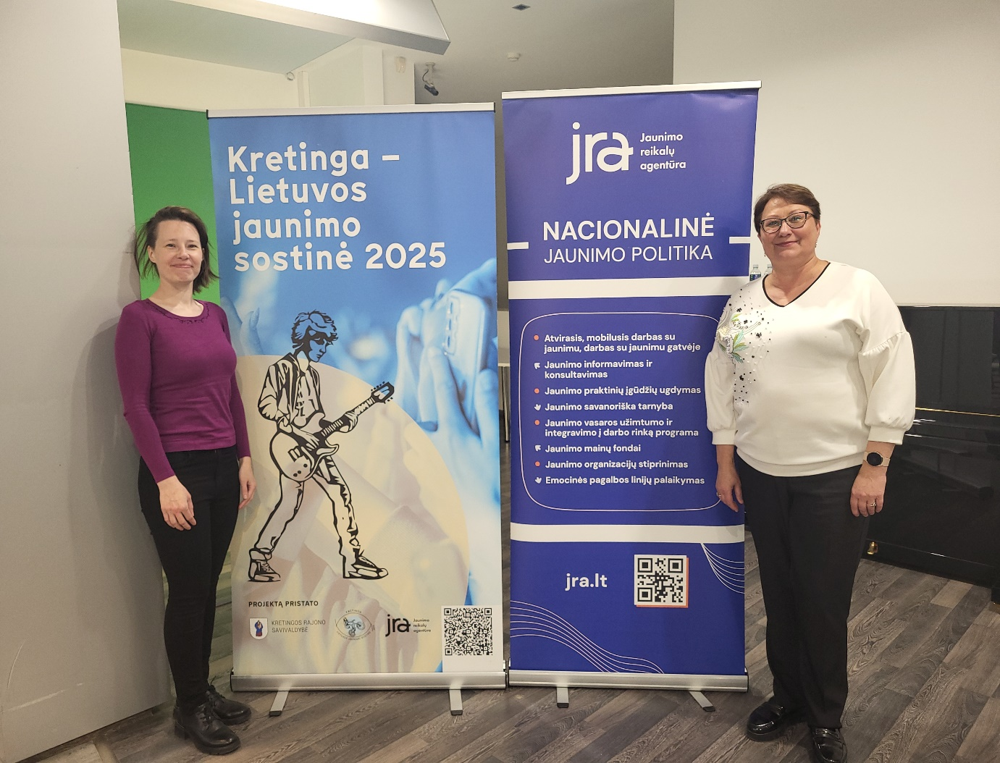 Kretinga –
Lietuvos
jaunimo
sostinė 2025
PROJEKTĄ PRISTATO
KRETINGOS RAJONO
SAVIVALDYBĖ
KRETINGA
jra
Jaunimo
reikalų
agentūra
jra
Jaunimo
reikalų
agentūra
NACIONALINĖ
JAUNIMO POLITIKA
Atvirasis, mobilusis darbas su
jaunimu, darbas su jaunimu gatvėje
Jaunimo informavimas ir
konsultavimas
Jaunimo praktinių įgūdžių ugdymas
Jaunimo savanoriška tarnyba
Jaunimo vasaros užimtumo ir
integravimo į darbo rinką programa
Jaunimo mainų fondai
Jaunimo organizacijų stiprinimas
Emocinės pagalbos linijų palaikymas
jra.lt